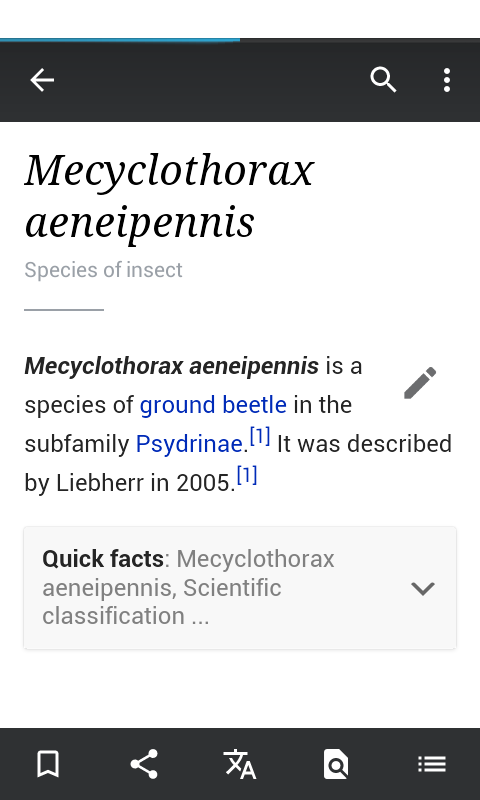 Mecyclothorax
aeneipennis
Species of insect
Mecyclothorax aeneipennis is a
species of ground beetle in the
subfamily Psydrinae.[1] It was described
by Liebherr in 2005.[1]
Quick facts: Mecyclothorax
aeneipennis, Scientific
classification ...